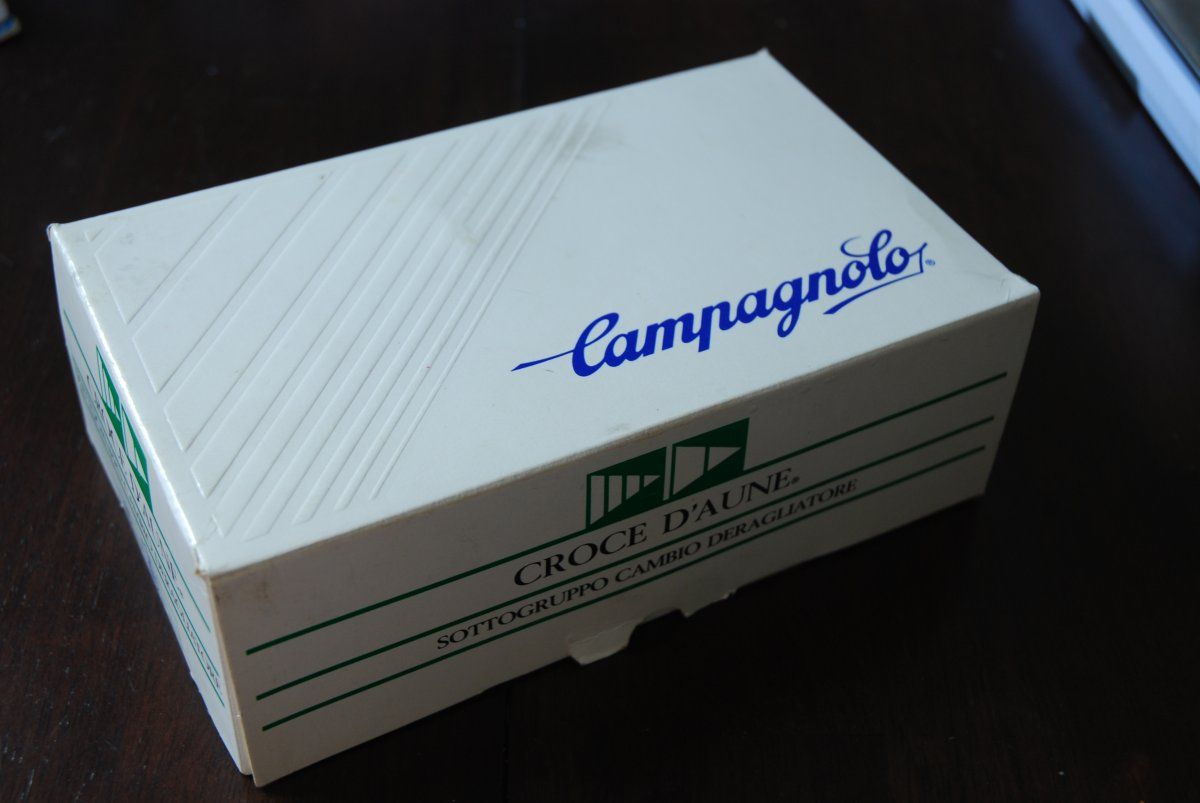 Campagnolo®
CROCE D'AUNE®
SOTTOGRUPPO CAMBIO DERAGLIATORE